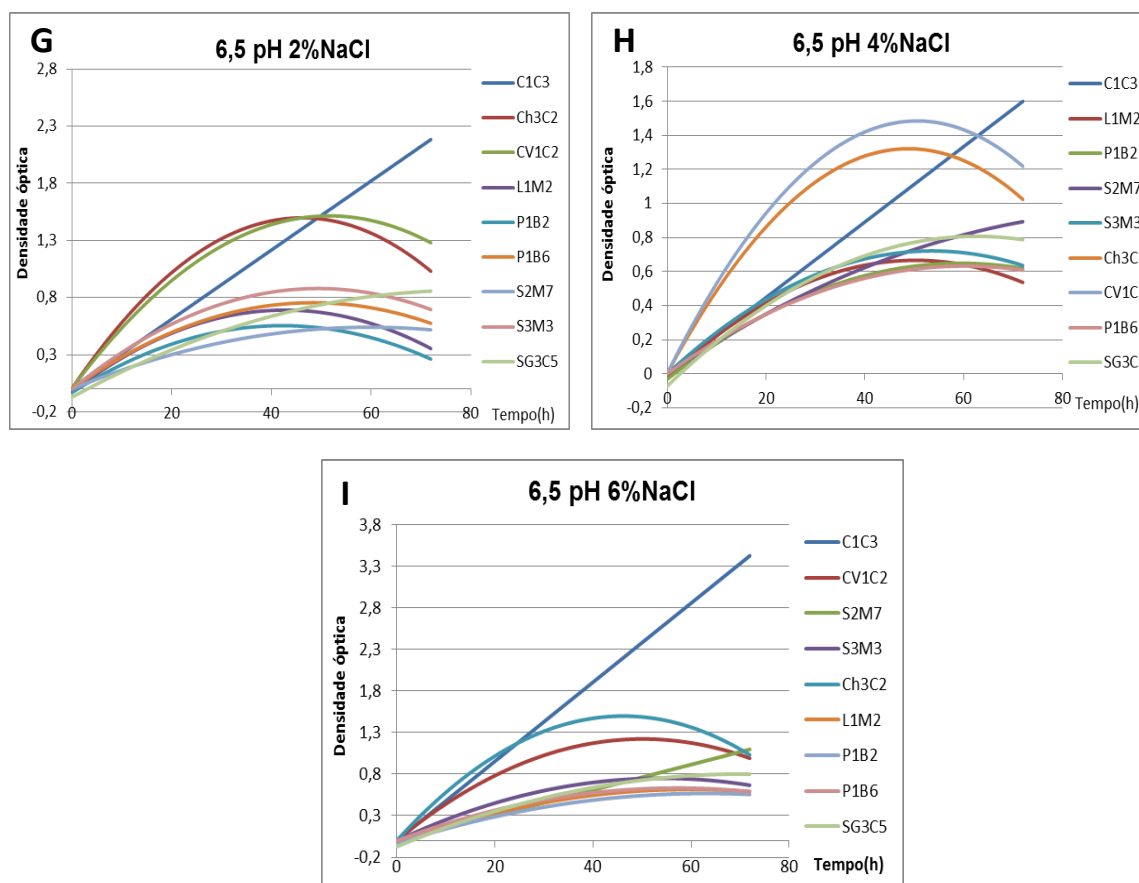 G
6,5 pH 2%NaCl
Densidade óptica
2,8
2,3
1,8
1,3
0,8
0,3
-0,2
0
20
40
60
80
Tempo(h)
C1C3
Ch3C2
CV1C2
L1M2
P1B2
P1B6
S2M7
S3M3
SG3C5
H
6,5 pH 4%NaCl
Densidade óptica
1,8
1,6
1,4
1,2
1
0,8
0,6
0,4
0,2
0
-0,2
0
20
40
60
80
Tempo(h)
C1C3
L1M2
P1B2
S2M7
S3M3
Ch3C
CV1C
P1B6
SG3C
I
6,5 pH 6%NaCl
Densidade óptica
3,8
3,3
2,8
2,3
1,8
1,3
0,8
0,3
-0,2
0
20
40
60
80
Tempo(h)
C1C3
CV1C2
S2M7
S3M3
Ch3C2
L1M2
P1B2
P1B6
SG3C5